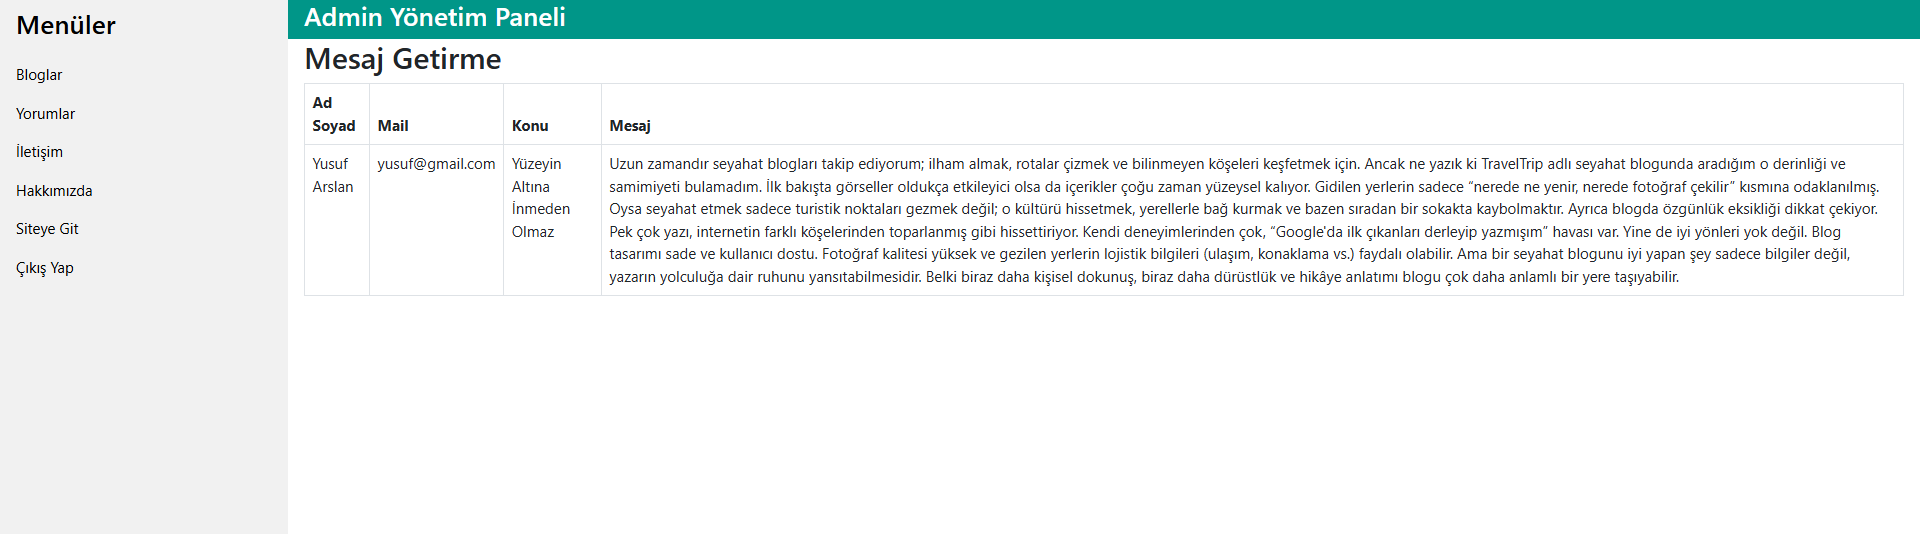 Menüler
Bloglar
Yorumlar
İletişim
Hakkımızda
Siteye Git
Çıkış Yap
Admin Yönetim Paneli
Mesaj Getirme
Ad
Soyad
Mail
Konu
Mesaj
Yusuf
Arslan
yusuf@gmail.com
Yüzeyin
Altına
İnmeden
Olmaz
Uzun zamandır seyahat blogları takip ediyorum; ilham almak, rotalar çizmek ve bilinmeyen köşeleri keşfetmek için. Ancak ne yazık ki TravelTrip adlı seyahat blogunda aradığım o derinliği ve
samimiyeti bulamadım. İlk bakışta görseller oldukça etkileyici olsa da içerikler çoğu zaman yüzeysel kalıyor. Gidilen yerlerin sadece “nerede ne yenir, nerede fotoğraf çekilir” kısmına odaklanılmış.
Oysa seyahat etmek sadece turistik noktaları gezmek değil; o kültürü hissetmek, yerellerle bağ kurmak ve bazen sıradan bir sokakta kaybolmaktır. Ayrıca blogda özgünlük eksikliği dikkat çekiyor.
Pek çok yazı, internetin farklı köşelerinden toparlanmış gibi hissettiriyor. Kendi deneyimlerinden çok, “Google'da ilk çıkanları derleyip yazmışım” havası var. Yine de iyi yönleri yok değil. Blog
tasarımı sade ve kullanıcı dostu. Fotoğraf kalitesi yüksek ve gezilen yerlerin lojistik bilgileri (ulaşım, konaklama vs.) faydalı olabilir. Ama bir seyahat blogunu iyi yapan şey sadece bilgiler değil,
yazarın yolculuğa dair ruhunu yansıtabilmesidir. Belki biraz daha kişisel dokunuş, biraz daha dürüstlük ve hikâye anlatımı blogu çok daha anlamlı bir yere taşıyabilir.